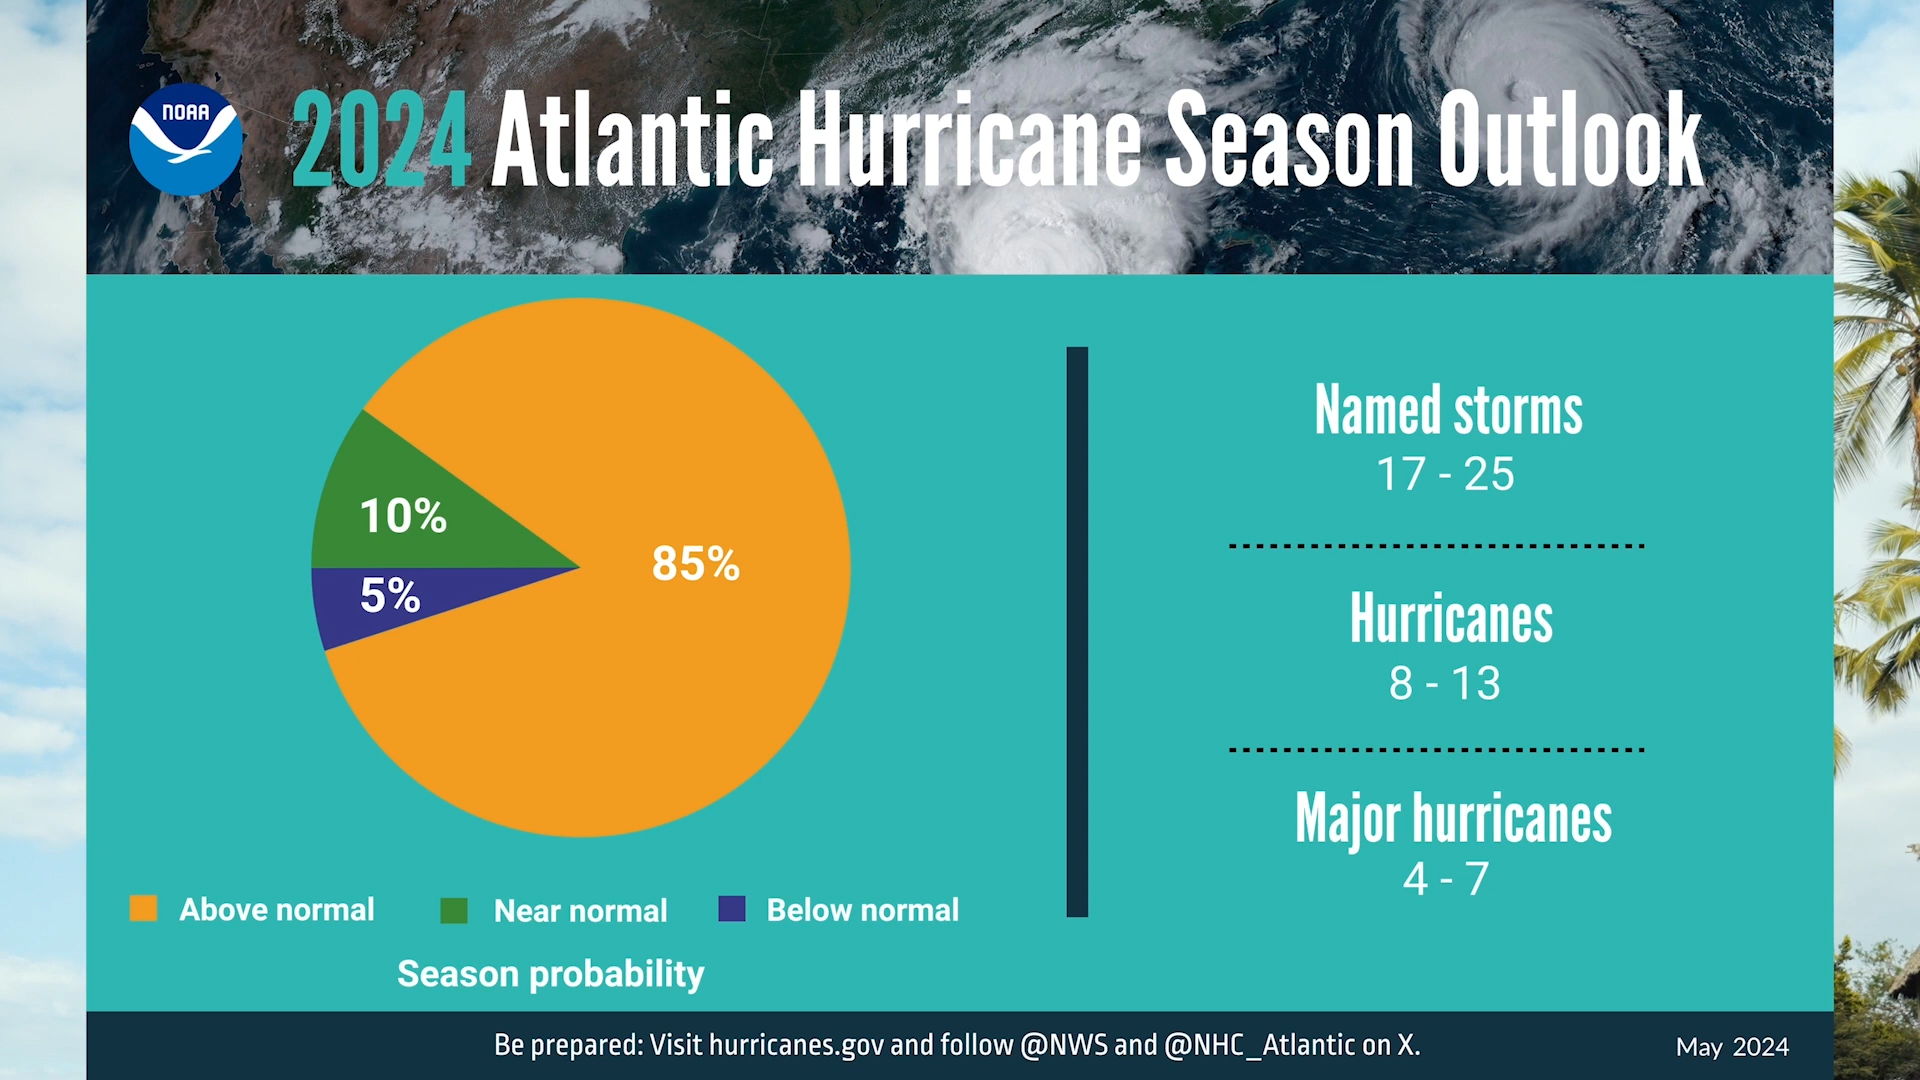 NOAA
2024 Atlantic Hurricane Season Outlook
10%
5%
85%
Above normal
Near normal
Below normal
Season probability
Named storms
17 - 25
Hurricanes
8 - 13
Major hurricanes
4 - 7
Be prepared: Visit hurricanes.gov and follow @NWS and @NHC_Atlantic on X.
May 2024